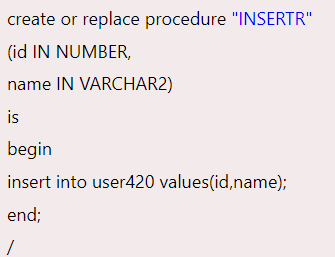 create or replace procedure "INSERTR"
(id IN NUMBER,
name IN VARCHAR2)
is
begin
insert into user420 values(id,name);
end;
/